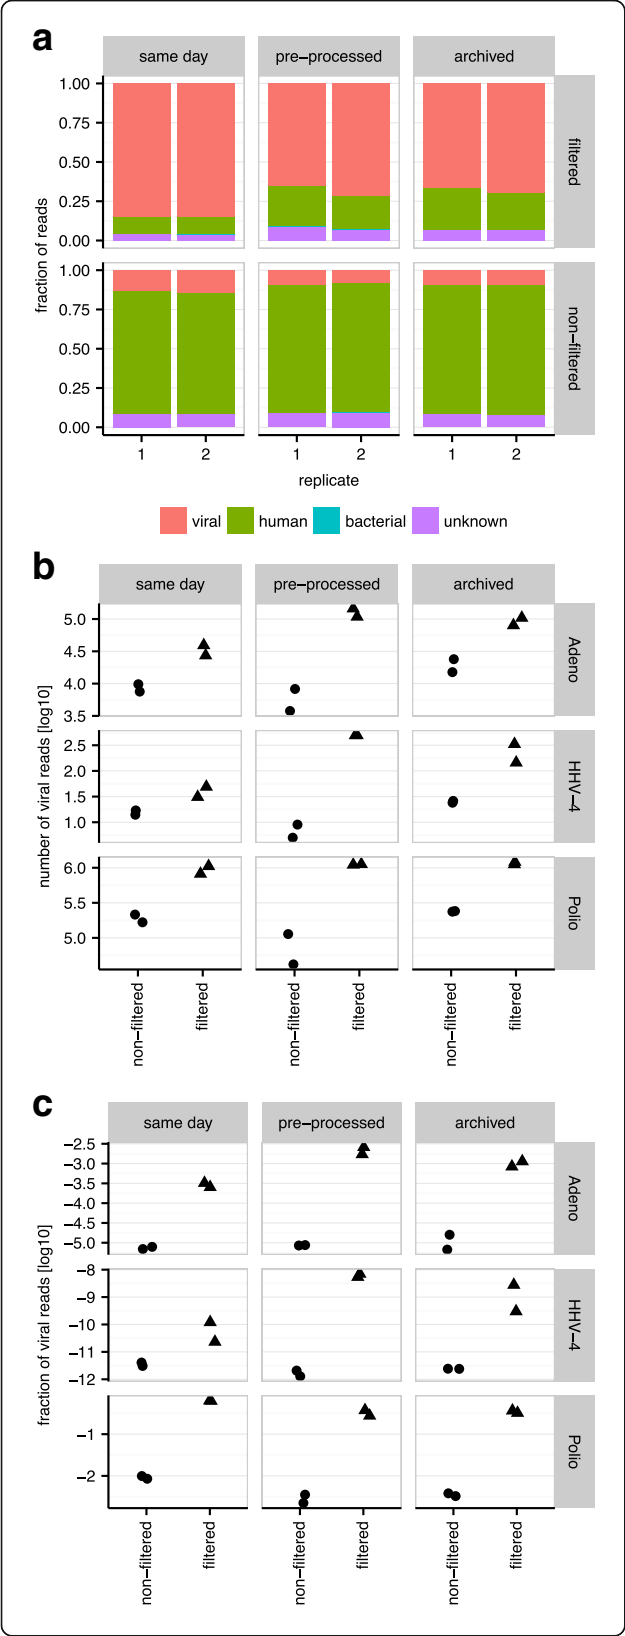 a
same day pre−processed archived
1.00
0.75
0.50
0.25
0.00
filtered
1.00
0.75
0.50
0.25
0.00
non−filtered
fraction of reads
1 2 1 2 1 2
replicate
viral human bacterial unknown
b
same day pre−processed archived
5.0
4.5
4.0
3.5
Adeno
2.5
2.0
1.5
1.0
HHV−4
6.0
5.5
5.0
Polio
number of viral reads [log10]
non−filtered filtered non−filtered filtered non−filtered filtered
c
same day pre−processed archived
−2.5
−3.0
−3.5
−4.0
−4.5
−5.0
Adeno
−8
−9
−10
−11
−12
HHV−4
−1
−2
Polio
fraction of viral reads [log10]
non−filtered filtered non−filtered filtered non−filtered filtered